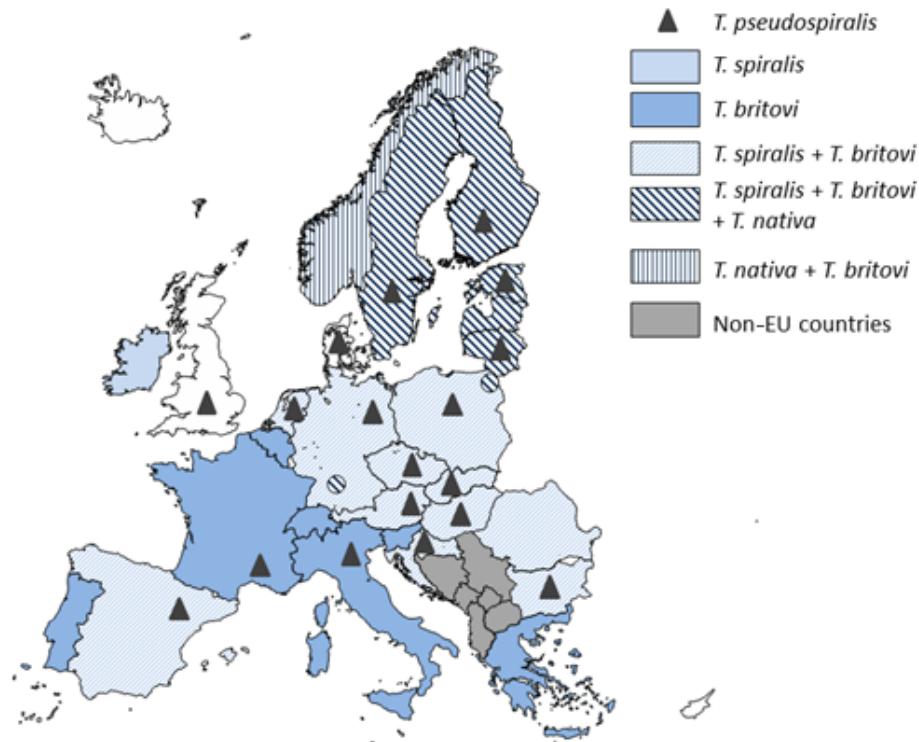 T. pseudospiralis
T. spiralis
T. britovi
T. spiralis + T. britovi
T. spiralis + T. britovi
+ T. nativa
T. nativa + T. britovi
Non-EU countries